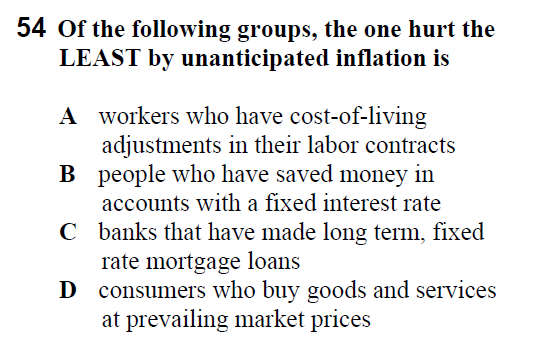 54 Of the following groups, the one hurt the
LEAST by unanticipated inflation is
A workers who have cost-of-living
adjustments in their labor contracts
B people who have saved money in
accounts with a fixed interest rate
C banks that have made long term, fixed
rate mortgage loans
D consumers who buy goods and services
at prevailing market prices